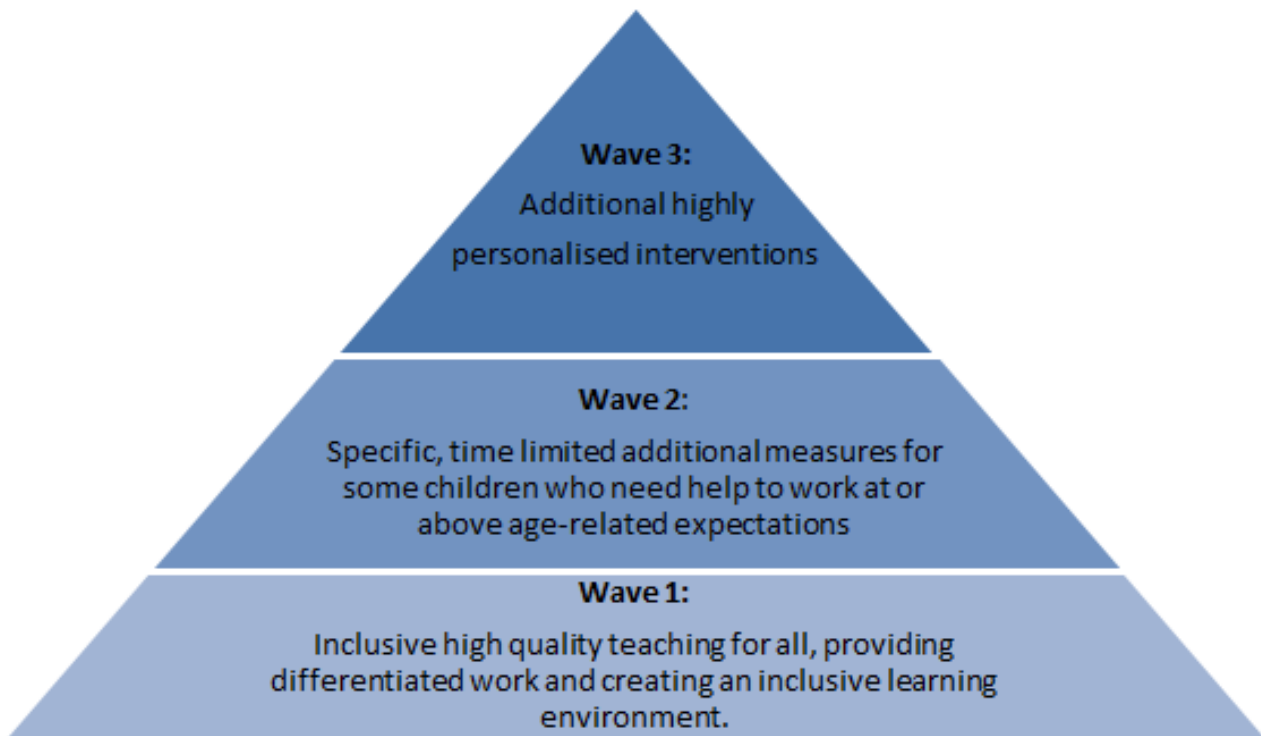 Wave 3:
Additional highly
personalised interventions
Wave 2:
Specific, time limited additional measures for
some children who need help to work at or
above age-related expectations
Wave 1:
Inclusive high quality teaching for all, providing
differentiated work and creating an inclusive learning
environment.